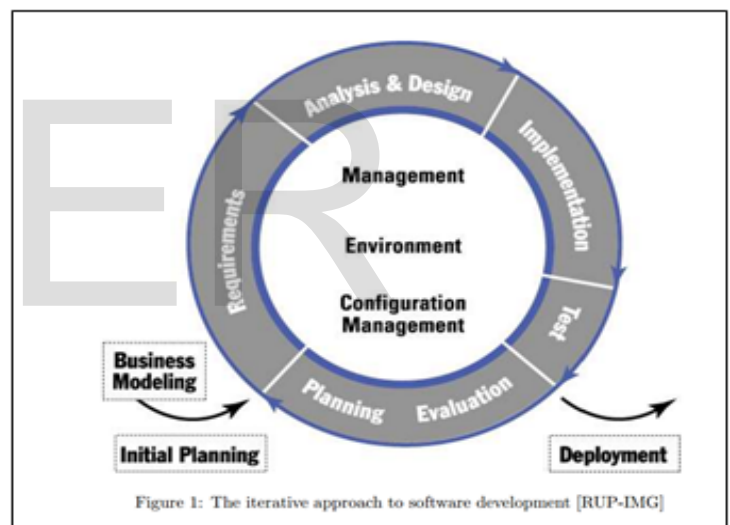 ER
Analysis & Design
Implementation
Requirements
Management
Environment
Configuration
Management
Test
Planning Evaluation
Business
Modeling
Initial Planning
Deployment
Figure 1: The iterative approach to software development [RUP-IMG]